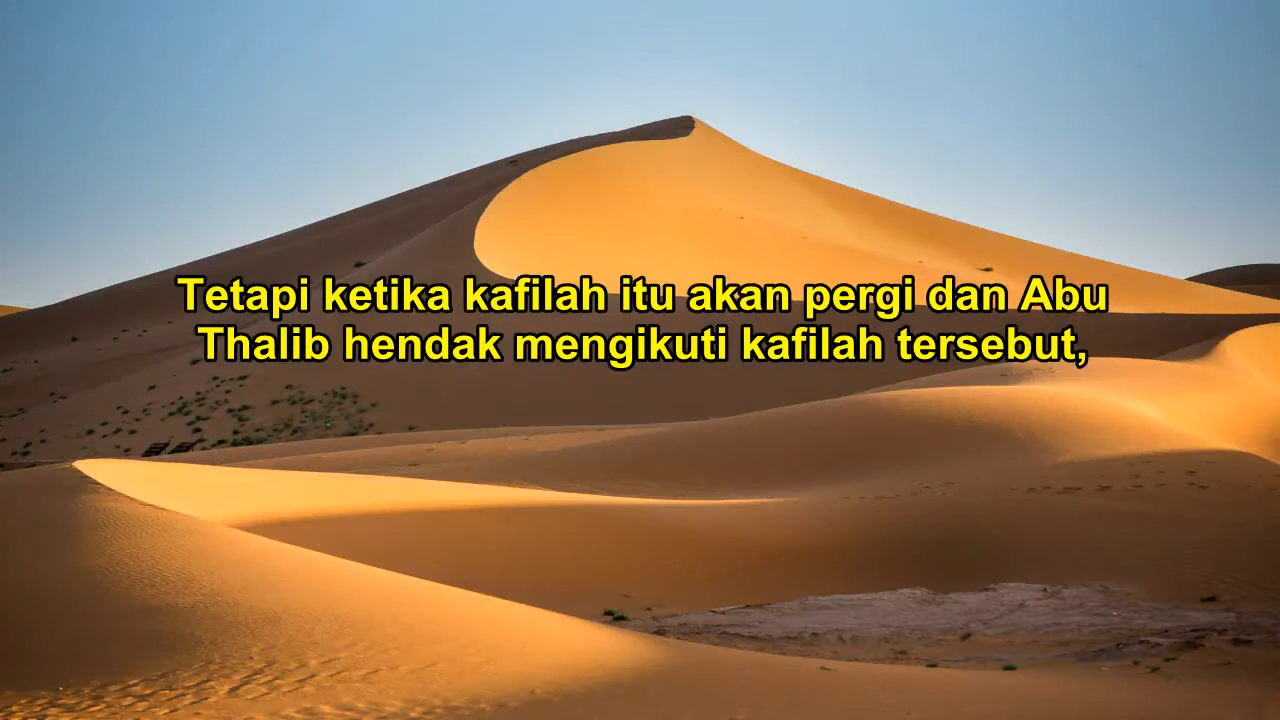 Tetapi ketika kafilah itu akan pergi dan Abu
Thalib hendak mengikuti kafilah tersebut,